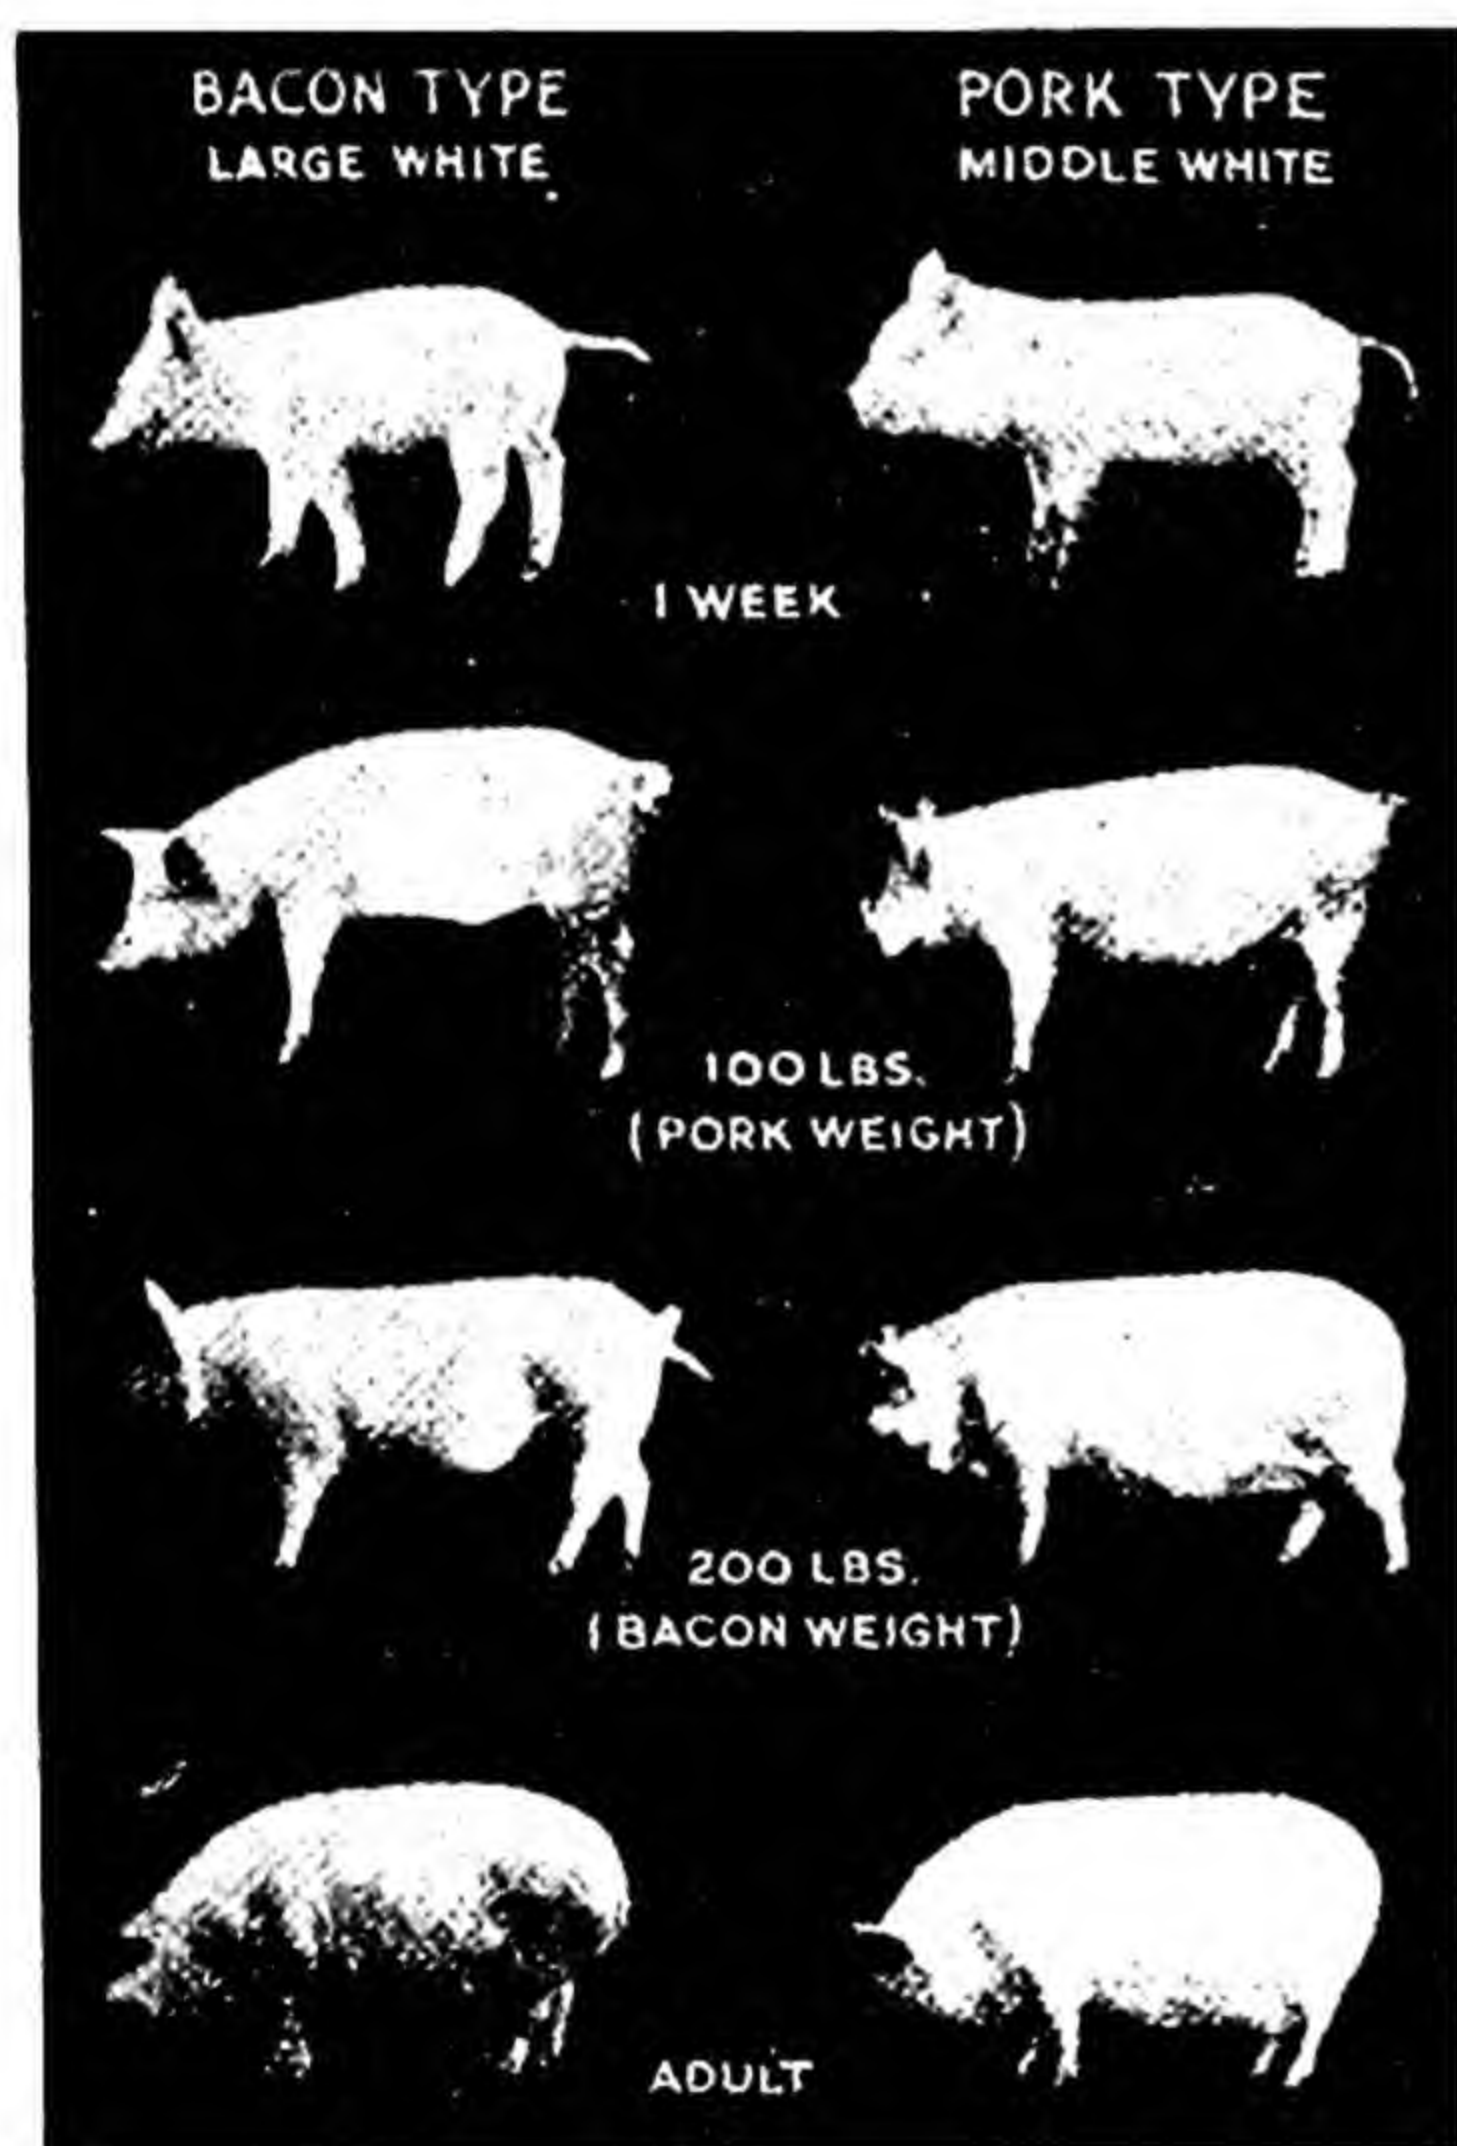 BACON TYPE
LARGE WHITE
PORK TYPE
MIDDLE WHITE
1 WEEK
100 LBS.
(PORK WEIGHT)
200 LBS.
(BACON WEIGHT)
ADULT